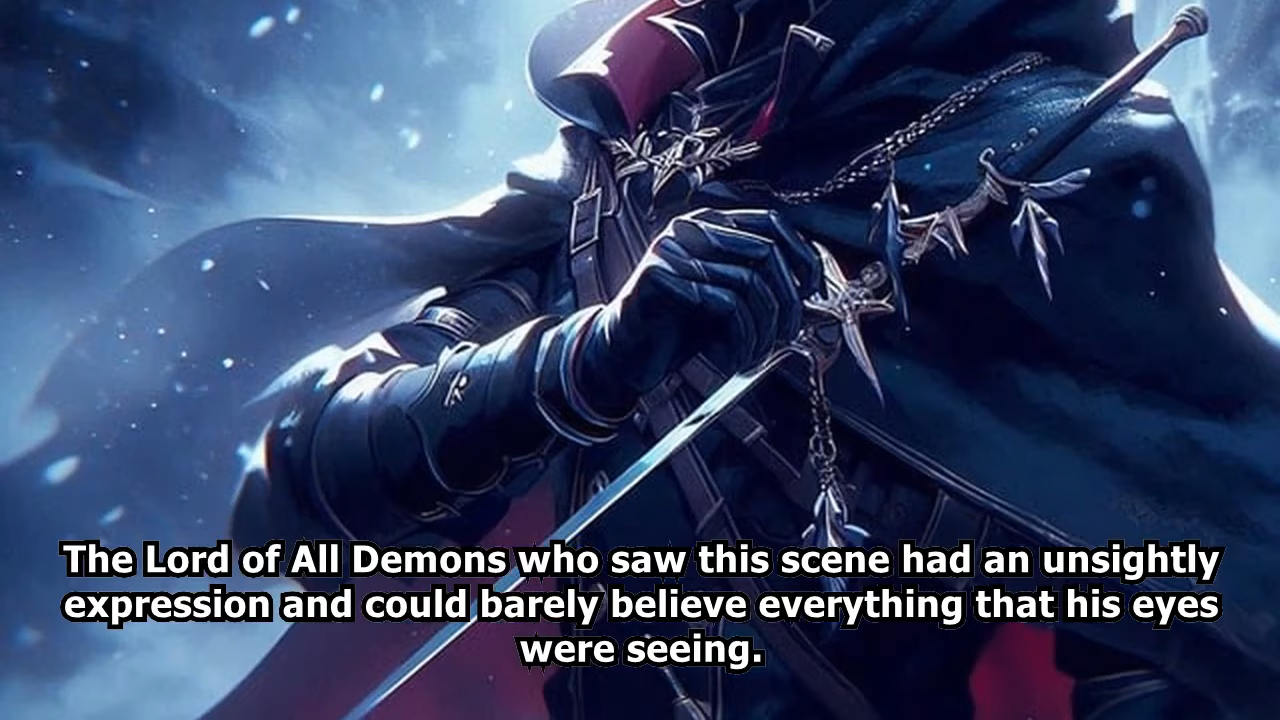 The Lord of All Demons who saw this scene had an unsightly
expression and could barely believe everything that his eyes
were seeing.